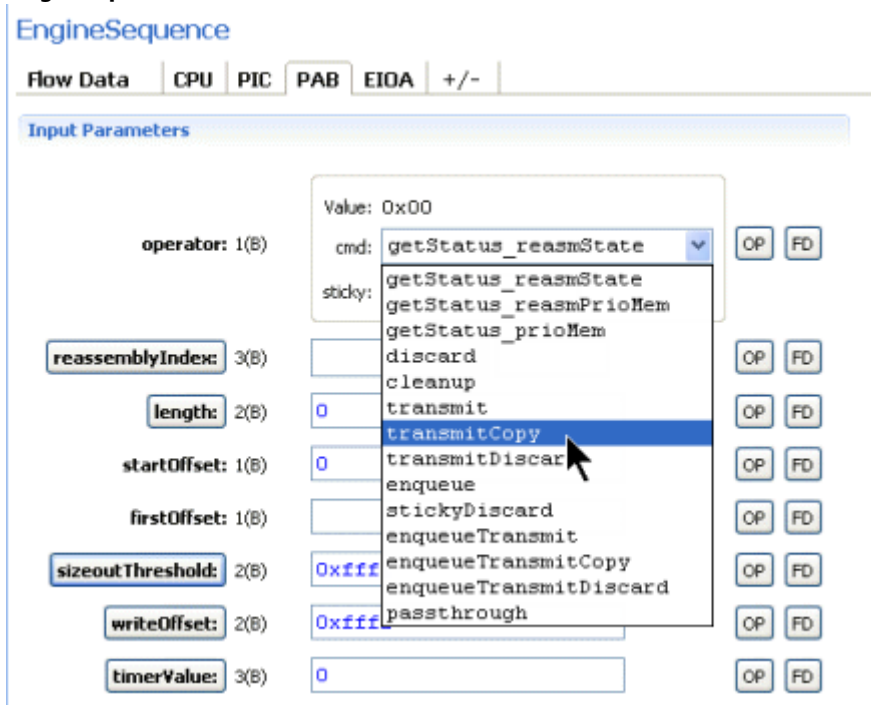 EngineSequence
Flow Data CPU PIC PAB EIOA +/-
Input Parameters
Value: 0x00
operator: 1(B) cmd: getStatus_reasmState OP FD
sticky:
getStatus_reasmState
getStatus_reasmPrioMem
getStatus_prioMem
discard
cleanup
transmit
transmitCopy
transmitDiscar
enqueue
stickyDiscard
enqueueTransmit
enqueueTransmitCopy
enqueueTransmitDiscard
passthrough
reassemblyIndex: 3(B) OP FD
length: 2(B) 0 OP FD
startOffset: 1(B) 0 OP FD
firstOffset: 1(B) OP FD
sizeoutThreshold: 2(B) 0xfff OP FD
writeOffset: 2(B) 0xfff OP FD
timerValue: 3(B) 0 OP FD